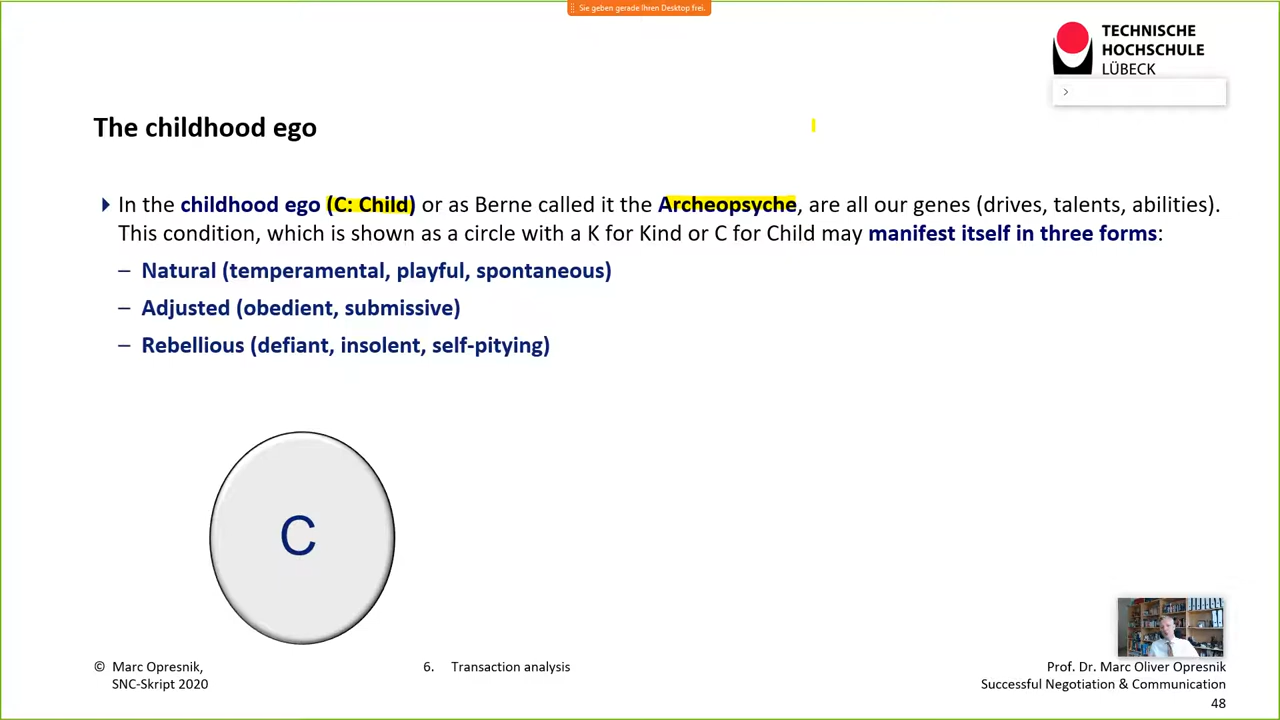 Sie geben gerade Ihren Desktop frei.
TECHNISCHE
HOCHSCHULE
LÜBECK
The childhood ego
In the childhood ego (C: Child) or as Berne called it the Archeopsyche, are all our genes (drives, talents, abilities).
This condition, which is shown as a circle with a K for Kind or C for Child may manifest itself in three forms:
– Natural (temperamental, playful, spontaneous)
– Adjusted (obedient, submissive)
– Rebellious (defiant, insolent, self-pitying)
C
© Marc Opresnik,
SNC-Skript 2020
6. Transaction analysis
Prof. Dr. Marc Oliver Opresnik
Successful Negotiation & Communication
48